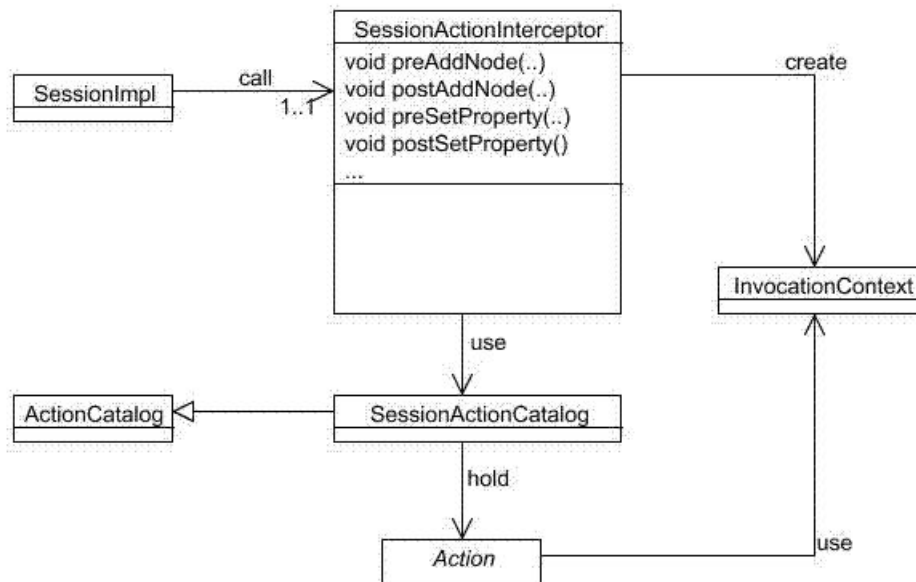 SessionActionInterceptor
void preAddNode(..)
void postAddNode(..)
void preSetProperty(..)
void postSetProperty()
...
create
call
SessionImpl
1..1
InvocationContext
use
ActionCatalog
SessionActionCatalog
hold
Action
use